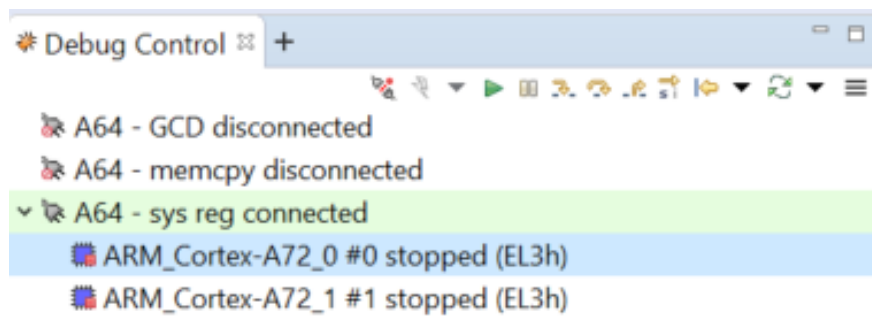 Debug Control
A64 - GCD disconnected
A64 - memcpy disconnected
A64 - sys reg connected
ARM_Cortex-A72_0 #0 stopped (EL3h)
ARM_Cortex-A72_1 #1 stopped (EL3h)